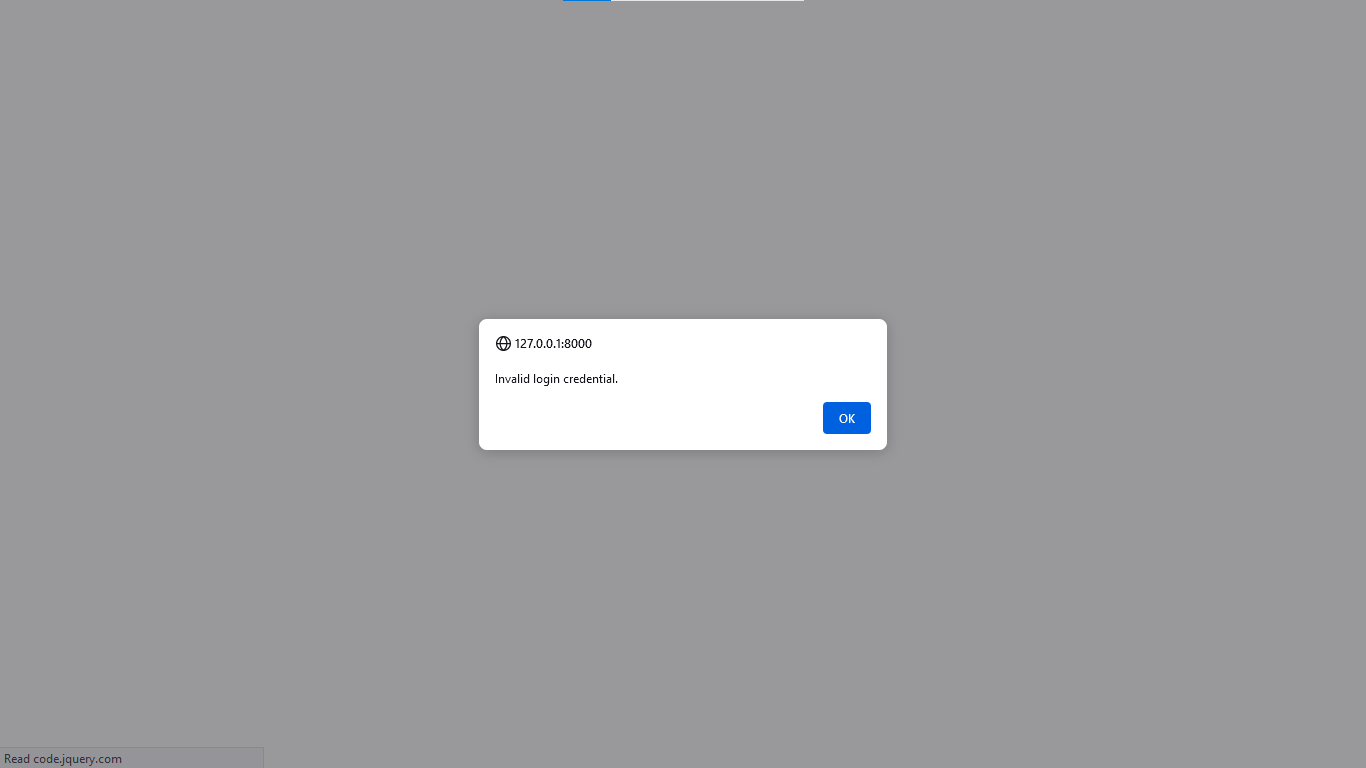 127.0.0.1:8000
Invalid login credential.
OK
Read code.jquery.com